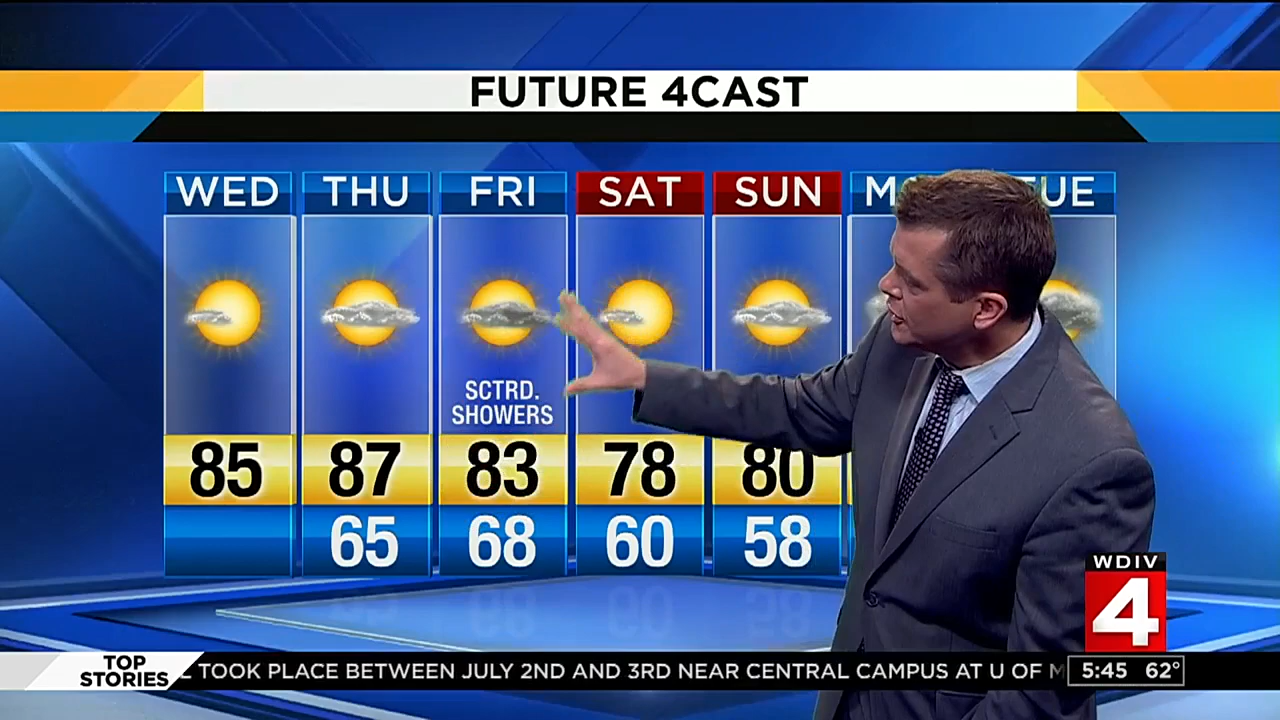 FUTURE 4CAST
WED THU FRI SAT SUN
SCTRD.
SHOWERS
85 87 83 78 80
65 68 60 58
WDIV
4
TOP
STORIES
TOOK PLACE BETWEEN JULY 2ND AND 3RD NEAR CENTRAL CAMPUS AT U OF M
5:45 62°